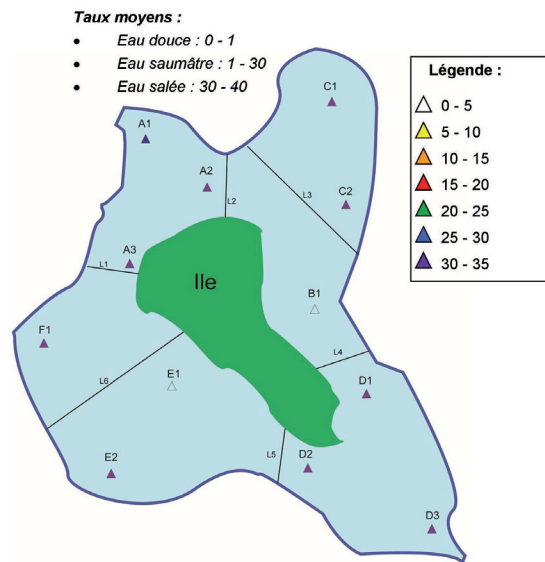 Taux moyens :
• Eau douce : 0 - 1
• Eau saumâtre : 1 - 30
• Eau salée : 30 - 40
Légende :
0 - 5
5 - 10
10 - 15
15 - 20
20 - 25
25 - 30
30 - 35
C1
A1
A2
L2
L3
C2
A3
L1
Ile
B1
F1
L4
L6
E1
D1
E2
L5
D2
D3